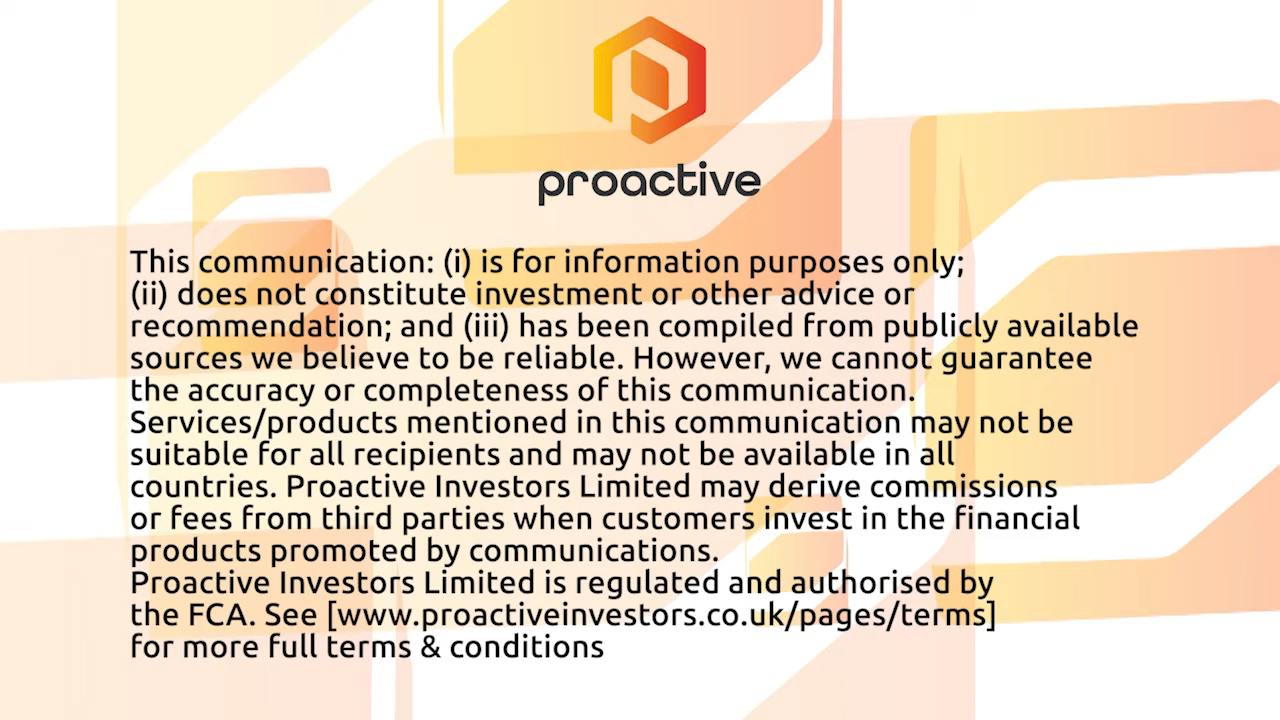 proactive
This communication: (i) is for information purposes only;
(ii) does not constitute investment or other advice or
recommendation; and (iii) has been compiled from publicly available
sources we believe to be reliable. However, we cannot guarantee
the accuracy or completeness of this communication.
Services/products mentioned in this communication may not be
suitable for all recipients and may not be available in all
countries. Proactive Investors Limited may derive commissions
or fees from third parties when customers invest in the financial
products promoted by communications.
Proactive Investors Limited is regulated and authorised by
the FCA. See [www.proactiveinvestors.co.uk/pages/terms]
for more full terms & conditions